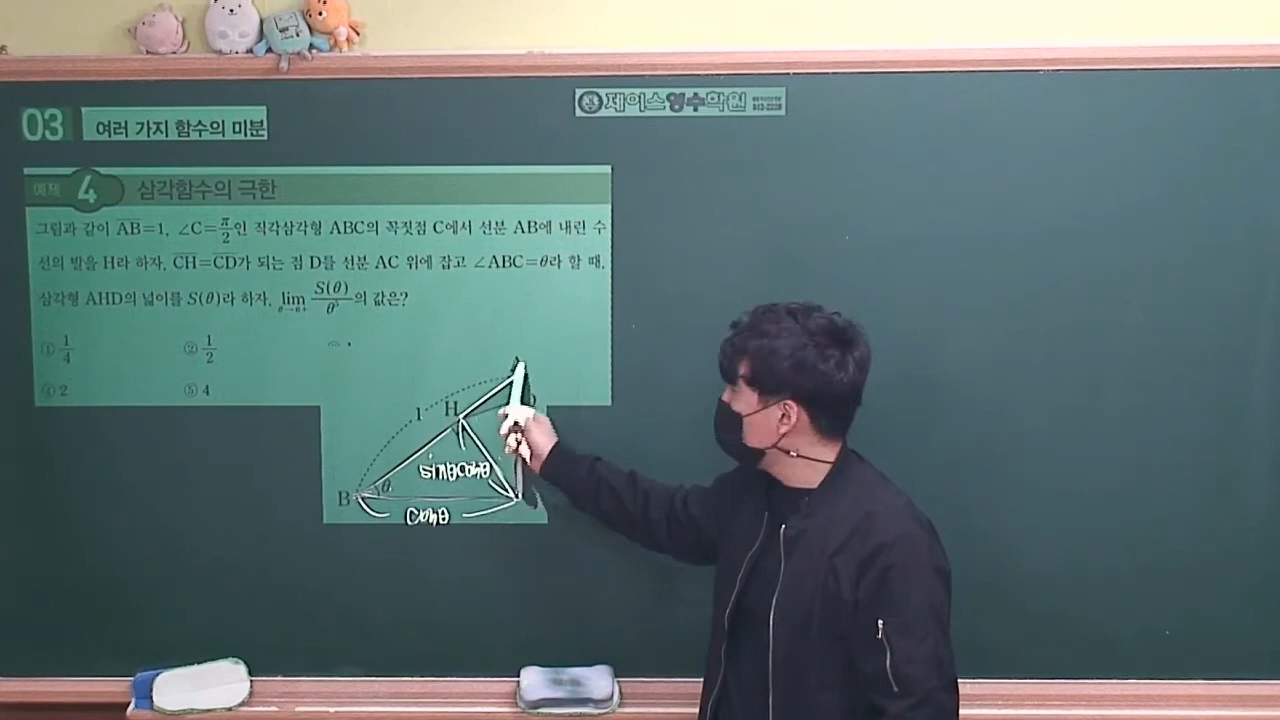 제이스영수학원
03 여러 가지 함수의 미분
예제 4 삼각함수의 극한
그림과 같이 AB=1, ∠C=π/2인 직각삼각형 ABC의 꼭짓점 C에서 선분 AB에 내린 수
선의 발을 H라 하자. CH=CD가 되는 점 D를 선분 AC 위에 잡고 ∠ABC=θ라 할 때,
삼각형 AHD의 넓이를 S(θ)라 하자. lim θ→0+ S(θ)/θ⁵의 값은?
① 1/4 ② 1/2
④ 2 ⑤ 4
1 H
sinθcosθ
B θ
cosθ